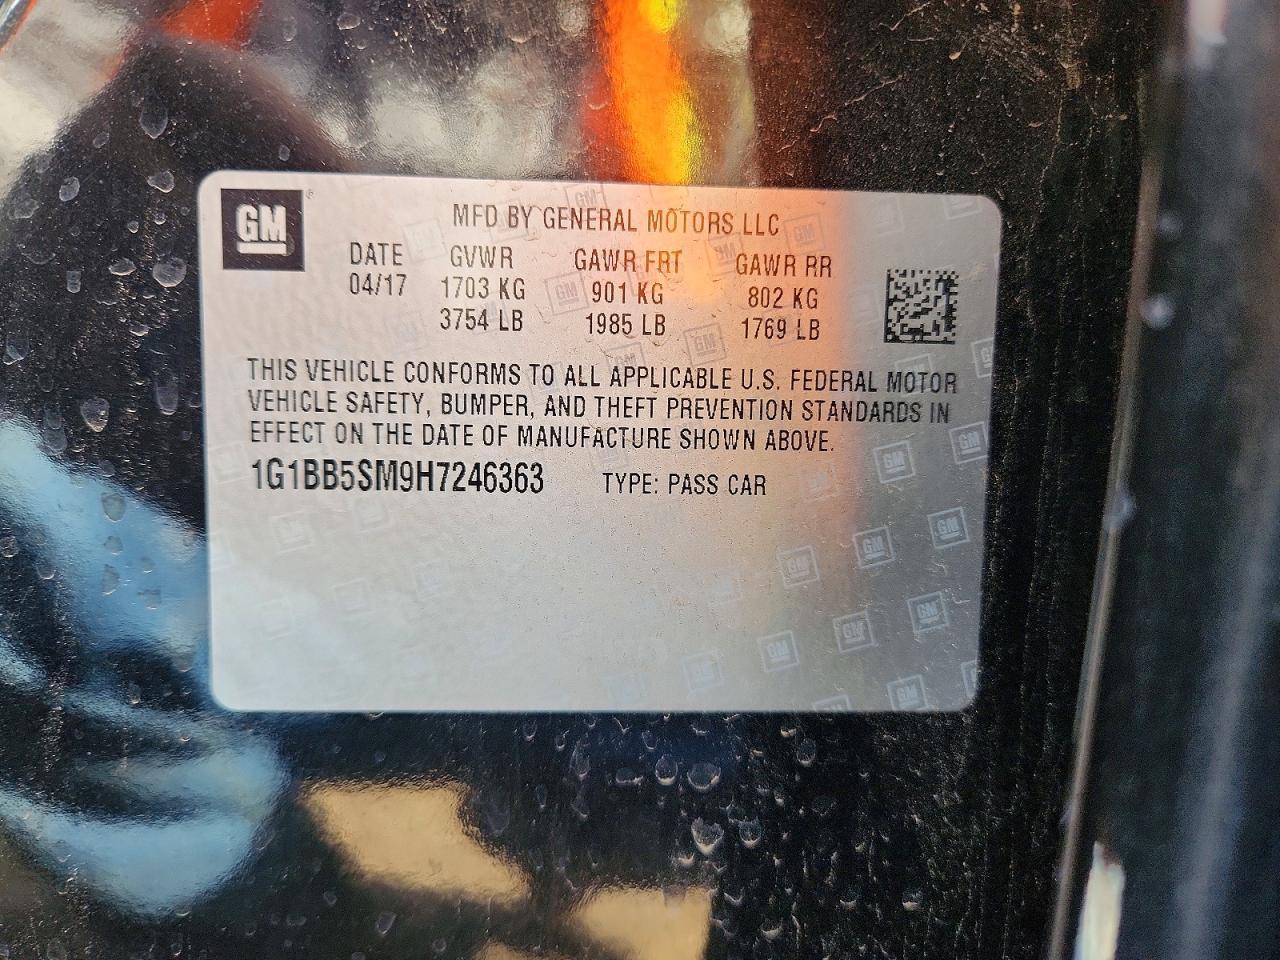 GM
MFD BY GENERAL MOTORS LLC
DATE GVWR GAWR FRT GAWR RR
04/17 1703 KG 901 KG 802 KG
3754 LB 1985 LB 1769 LB
THIS VEHICLE CONFORMS TO ALL APPLICABLE U.S. FEDERAL MOTOR
VEHICLE SAFETY, BUMPER, AND THEFT PREVENTION STANDARDS IN
EFFECT ON THE DATE OF MANUFACTURE SHOWN ABOVE.
1G1BB5SM9H7246363 TYPE: PASS CAR